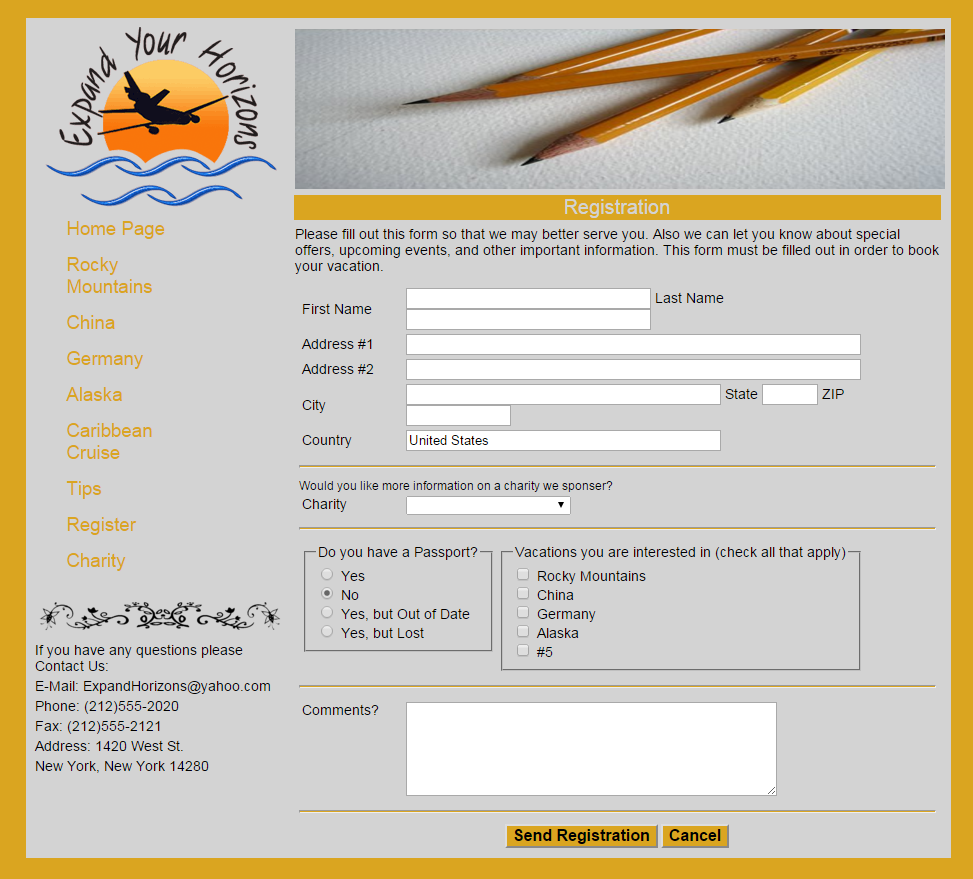 Expand Your Horizons
Home Page
Rocky
Mountains
China
Germany
Alaska
Caribbean
Cruise
Tips
Register
Charity
If you have any questions please
Contact Us:
E-Mail: ExpandHorizons@yahoo.com
Phone: (212)555-2020
Fax: (212)555-2121
Address: 1420 West St.
New York, New York 14280
296 2
Registration
Please fill out this form so that we may better serve you. Also we can let you know about special
offers, upcoming events, and other important information. This form must be filled out in order to book
your vacation.
First Name
Last Name
Address #1
Address #2
City
State
ZIP
Country
United States
Would you like more information on a charity we sponser?
Charity
Do you have a Passport?
Yes
No
Yes, but Out of Date
Yes, but Lost
Vacations you are interested in (check all that apply)
Rocky Mountains
China
Germany
Alaska
#5
Comments?
Send Registration
Cancel